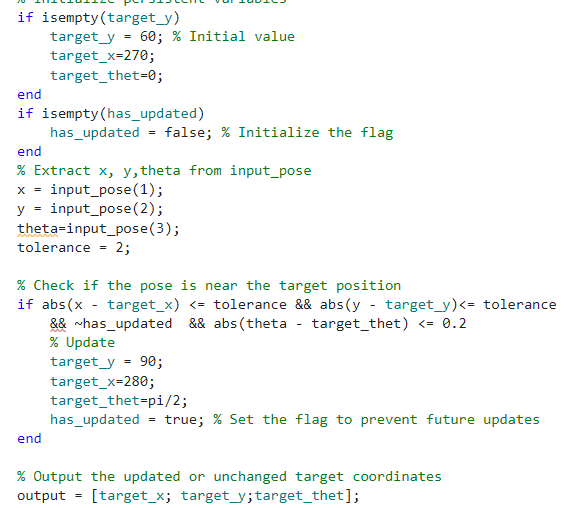 % Initialize persistent variables
if isempty(target_y)
    target_y = 60; % Initial value
    target_x=270;
    target_thet=0;
end
if isempty(has_updated)
    has_updated = false; % Initialize the flag
end
% Extract x, y,theta from input_pose
x = input_pose(1);
y = input_pose(2);
theta=input_pose(3);
tolerance = 2;

% Check if the pose is near the target position
if abs(x - target_x) <= tolerance && abs(y - target_y)<= tolerance
    && ~has_updated  && abs(theta - target_thet) <= 0.2
    % Update
    target_y = 90;
    target_x=280;
    target_thet=pi/2;
    has_updated = true; % Set the flag to prevent future updates
end

% Output the updated or unchanged target coordinates
output = [target_x; target_y;target_thet];